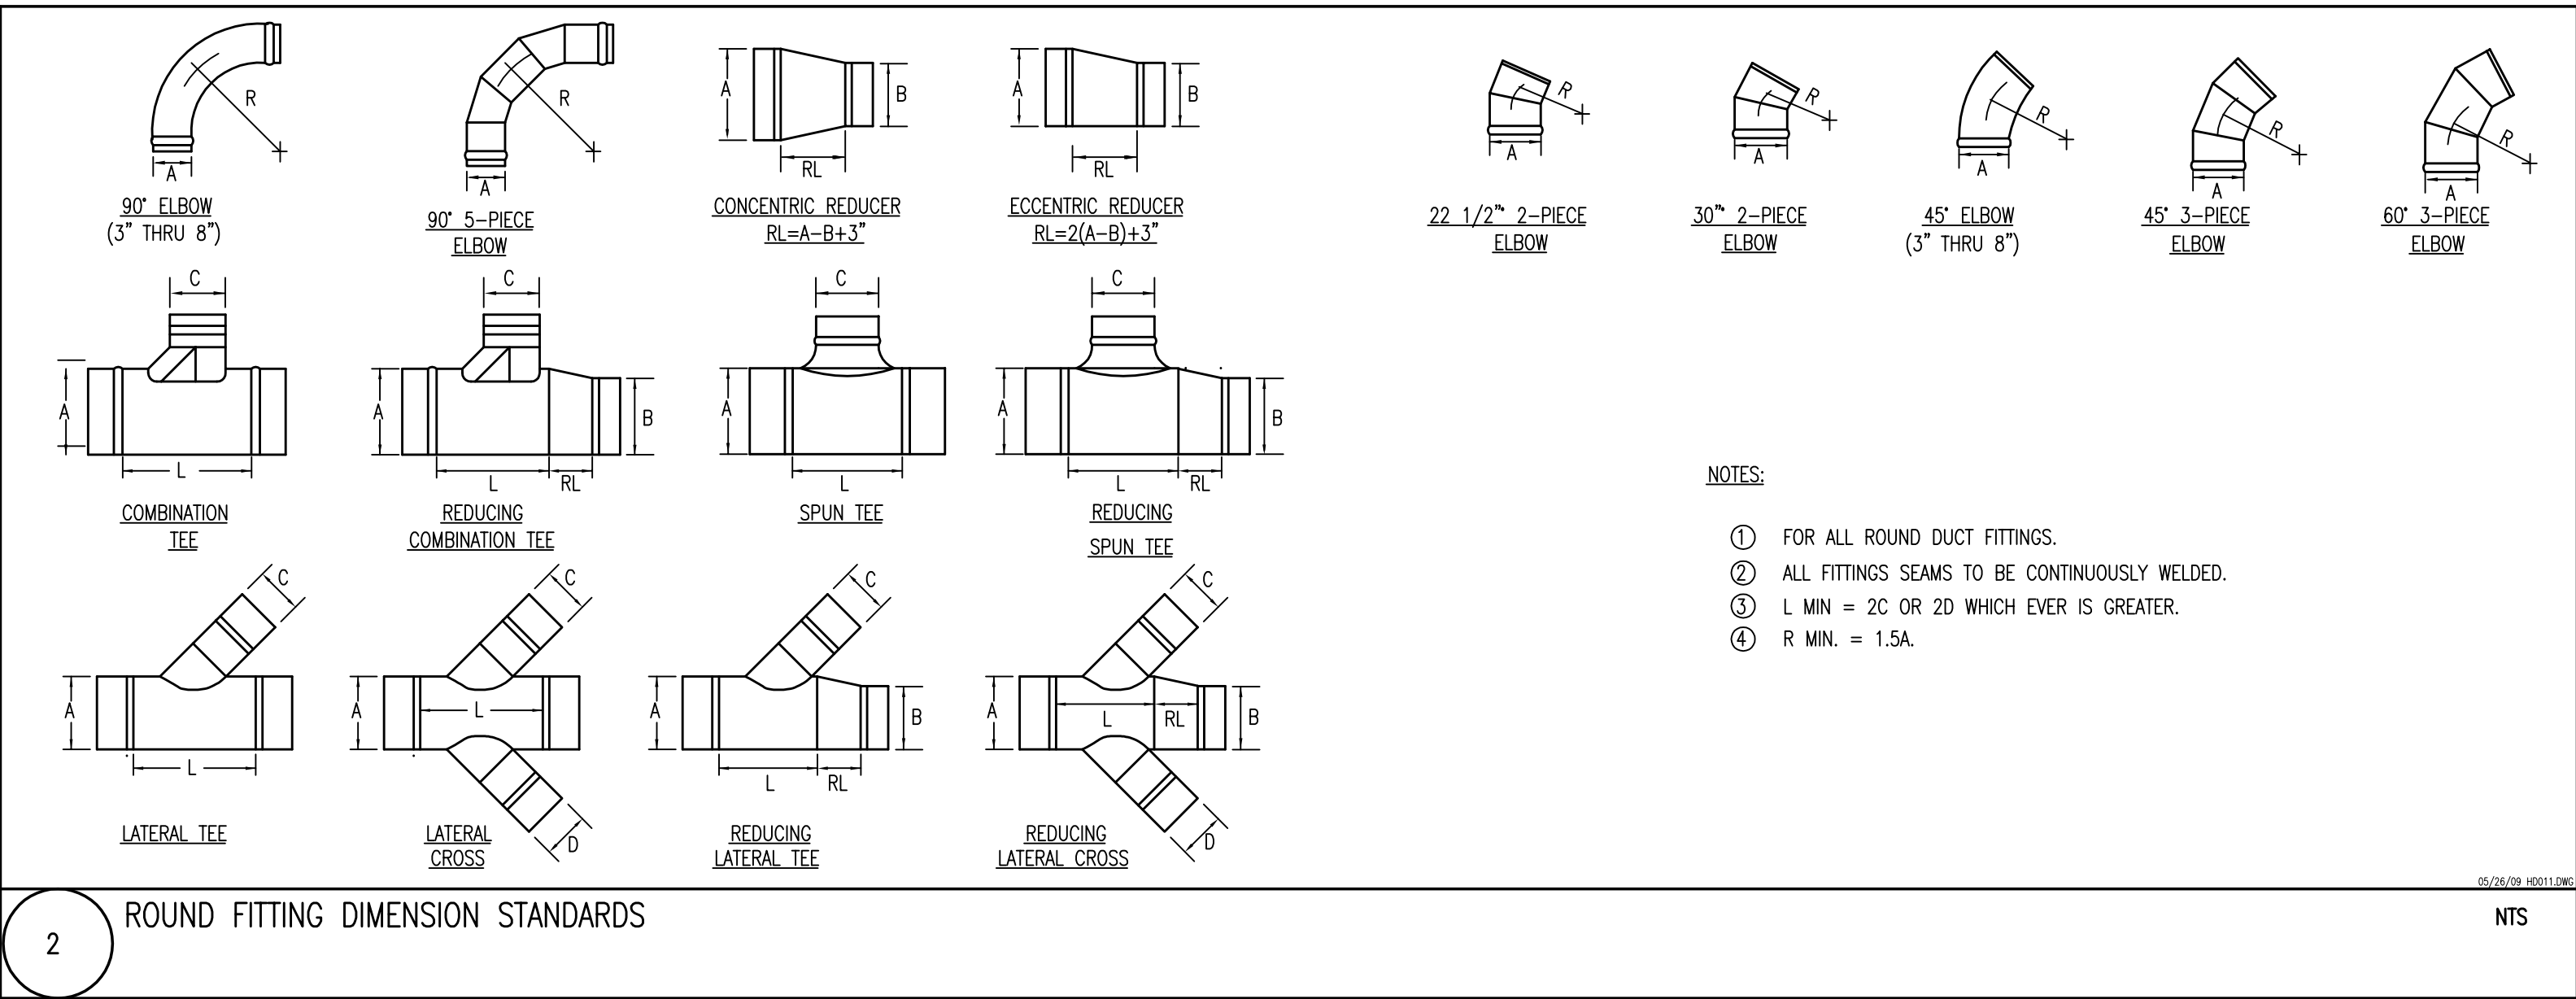 R
A
90° ELBOW
(3" THRU 8")
R
A
90° 5-PIECE
ELBOW
A
B
RL
CONCENTRIC REDUCER
RL=A-B+3"
A
B
RL
ECCENTRIC REDUCER
RL=2(A-B)+3"
R
A
22 1/2"° 2-PIECE
ELBOW
R
A
30"° 2-PIECE
ELBOW
R
A
45° ELBOW
(3" THRU 8")
R
A
45° 3-PIECE
ELBOW
R
A
60° 3-PIECE
ELBOW
C
A
L
COMBINATION
TEE
C
A
B
L
RL
REDUCING
COMBINATION TEE
C
A
L
SPUN TEE
C
A
B
L
RL
REDUCING
SPUN TEE
C
A
L
LATERAL TEE
C
A
L
D
LATERAL
CROSS
C
A
B
L
RL
REDUCING
LATERAL TEE
C
A
L
RL
B
D
REDUCING
LATERAL CROSS
NOTES:
1 FOR ALL ROUND DUCT FITTINGS.
2 ALL FITTINGS SEAMS TO BE CONTINUOUSLY WELDED.
3 L MIN = 2C OR 2D WHICH EVER IS GREATER.
4 R MIN. = 1.5A.
05/26/09 HD011.DWG
2
ROUND FITTING DIMENSION STANDARDS
NTS